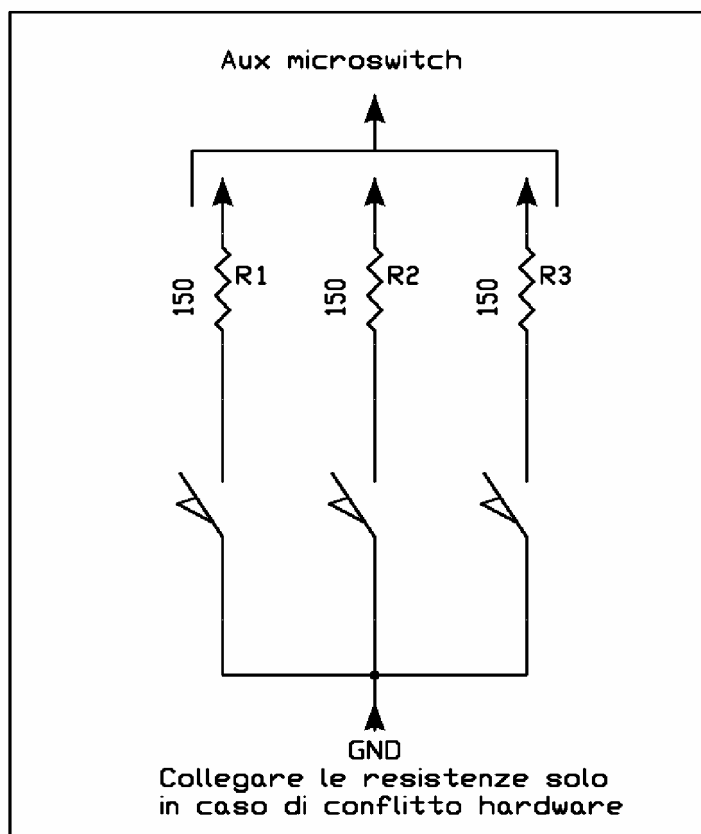 Aux microswitch
150 R1 150 R2 150 R3
GND
Collegare le resistenze solo
in caso di conflitto hardware